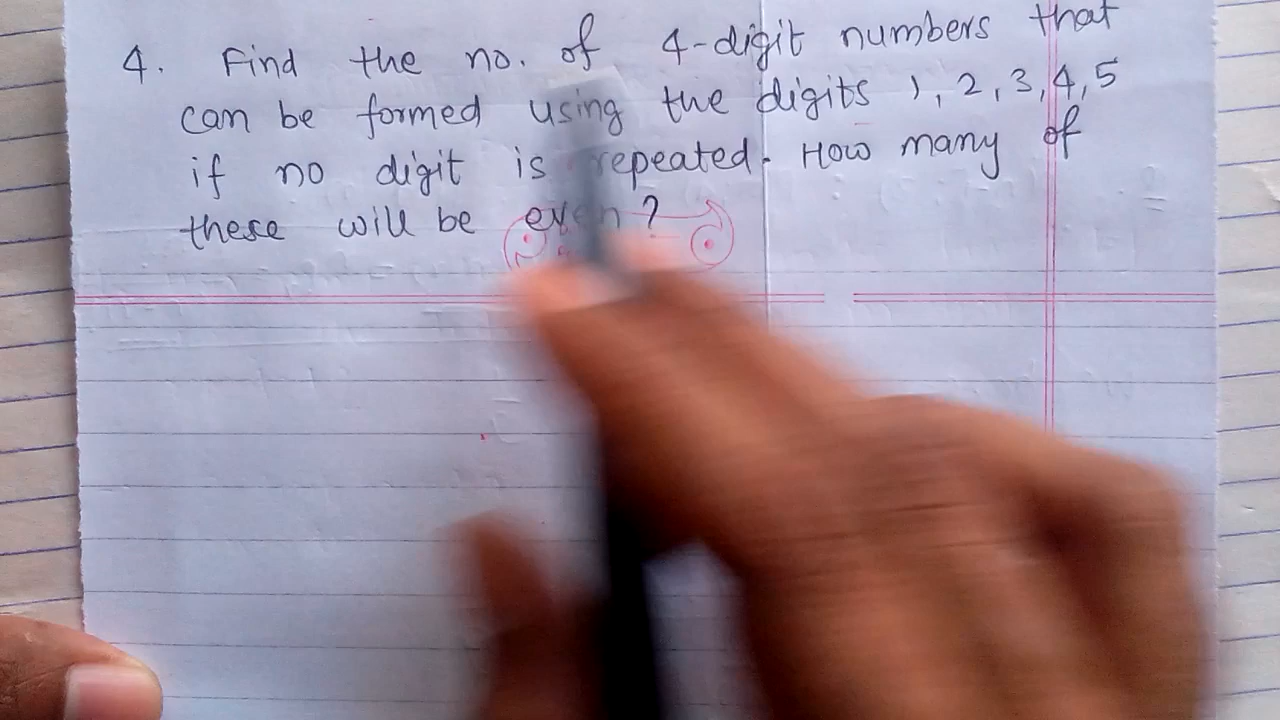 4. Find the no. of 4-digit numbers that
can be formed using the digits 1, 2, 3, 4, 5
if no digit is repeated. How many of
these will be even?